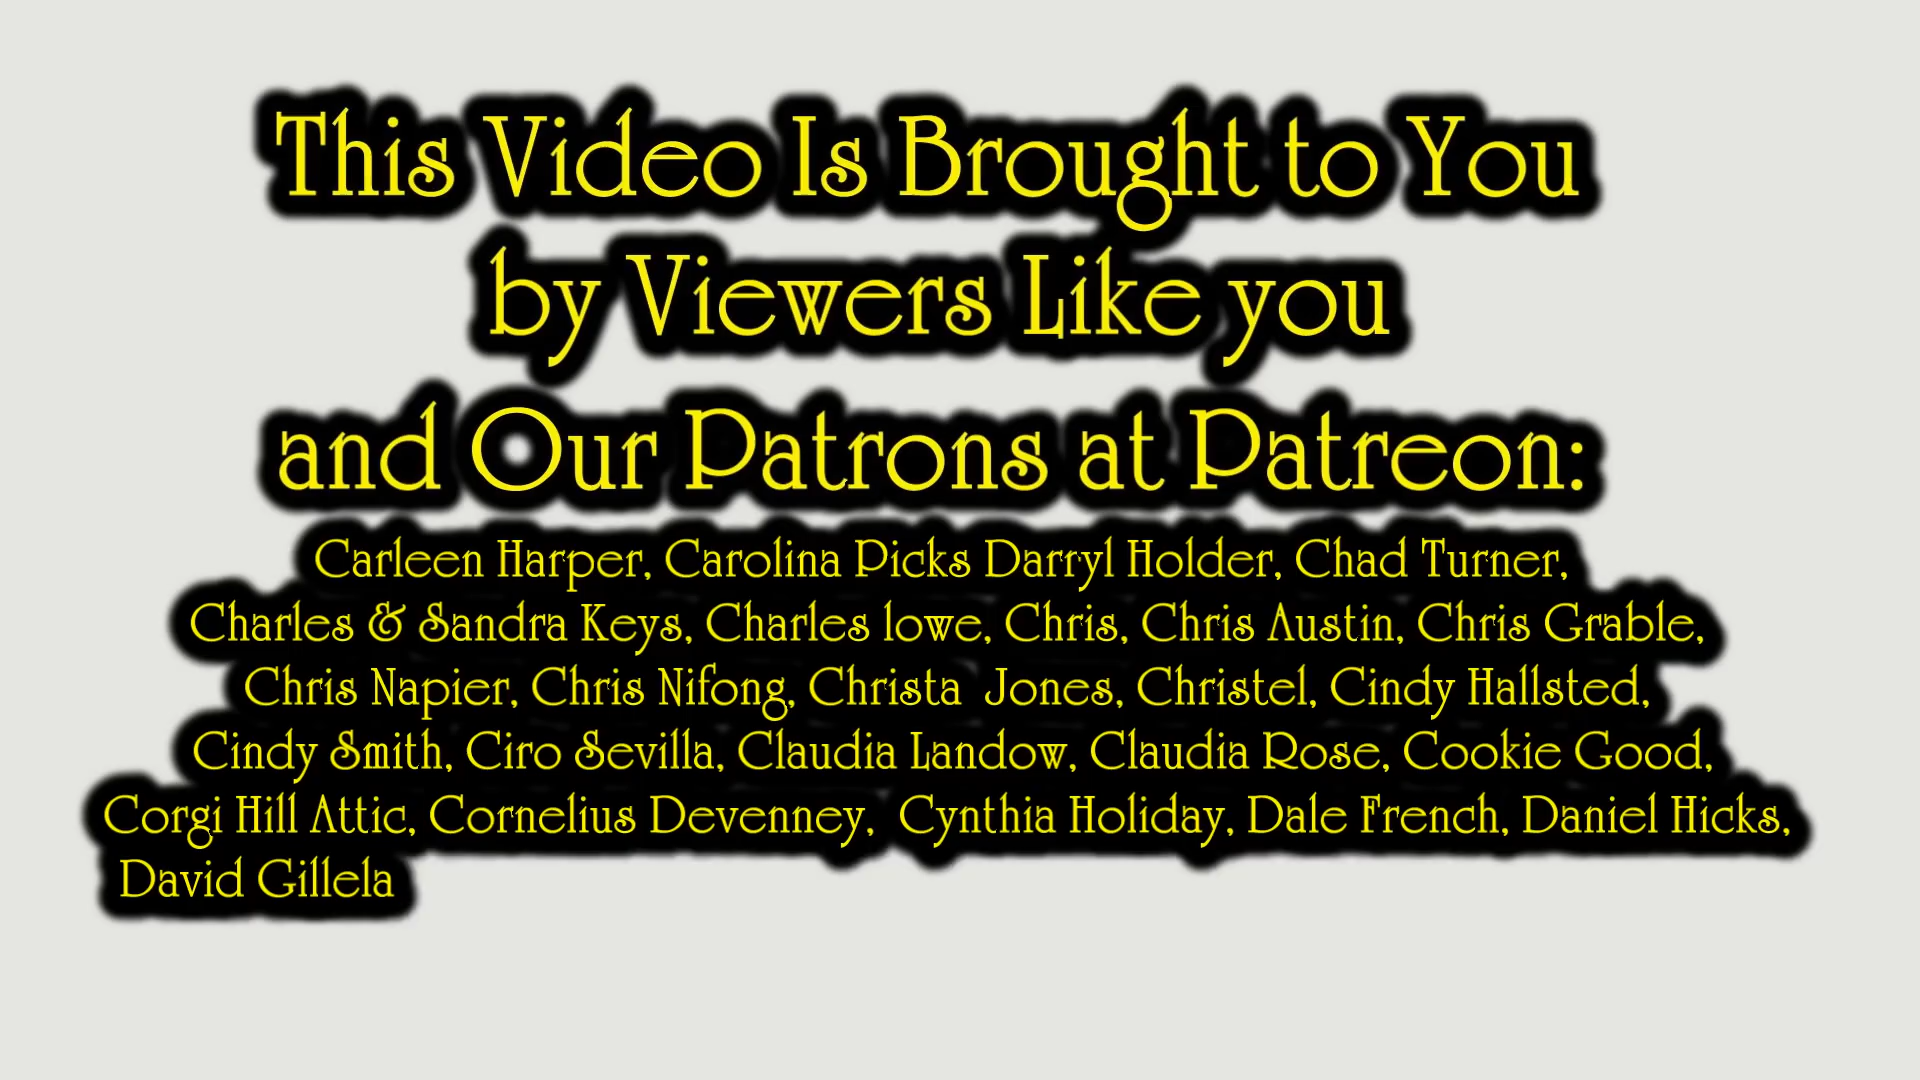 This Video Is Brought to You
by Viewers Like you
and Our Patrons at Patreon:
Carleen Harper, Carolina Picks Darryl Holder, Chad Turner,
Charles & Sandra Keys, Charles lowe, Chris, Chris Austin, Chris Grable,
Chris Napier, Chris Nifong, Christa  Jones, Christel, Cindy Hallsted,
Cindy Smith, Ciro Sevilla, Claudia Landow, Claudia Rose, Cookie Good,
Corgi Hill Attic, Cornelius Devenney,  Cynthia Holiday, Dale French, Daniel Hicks,
David Gillela